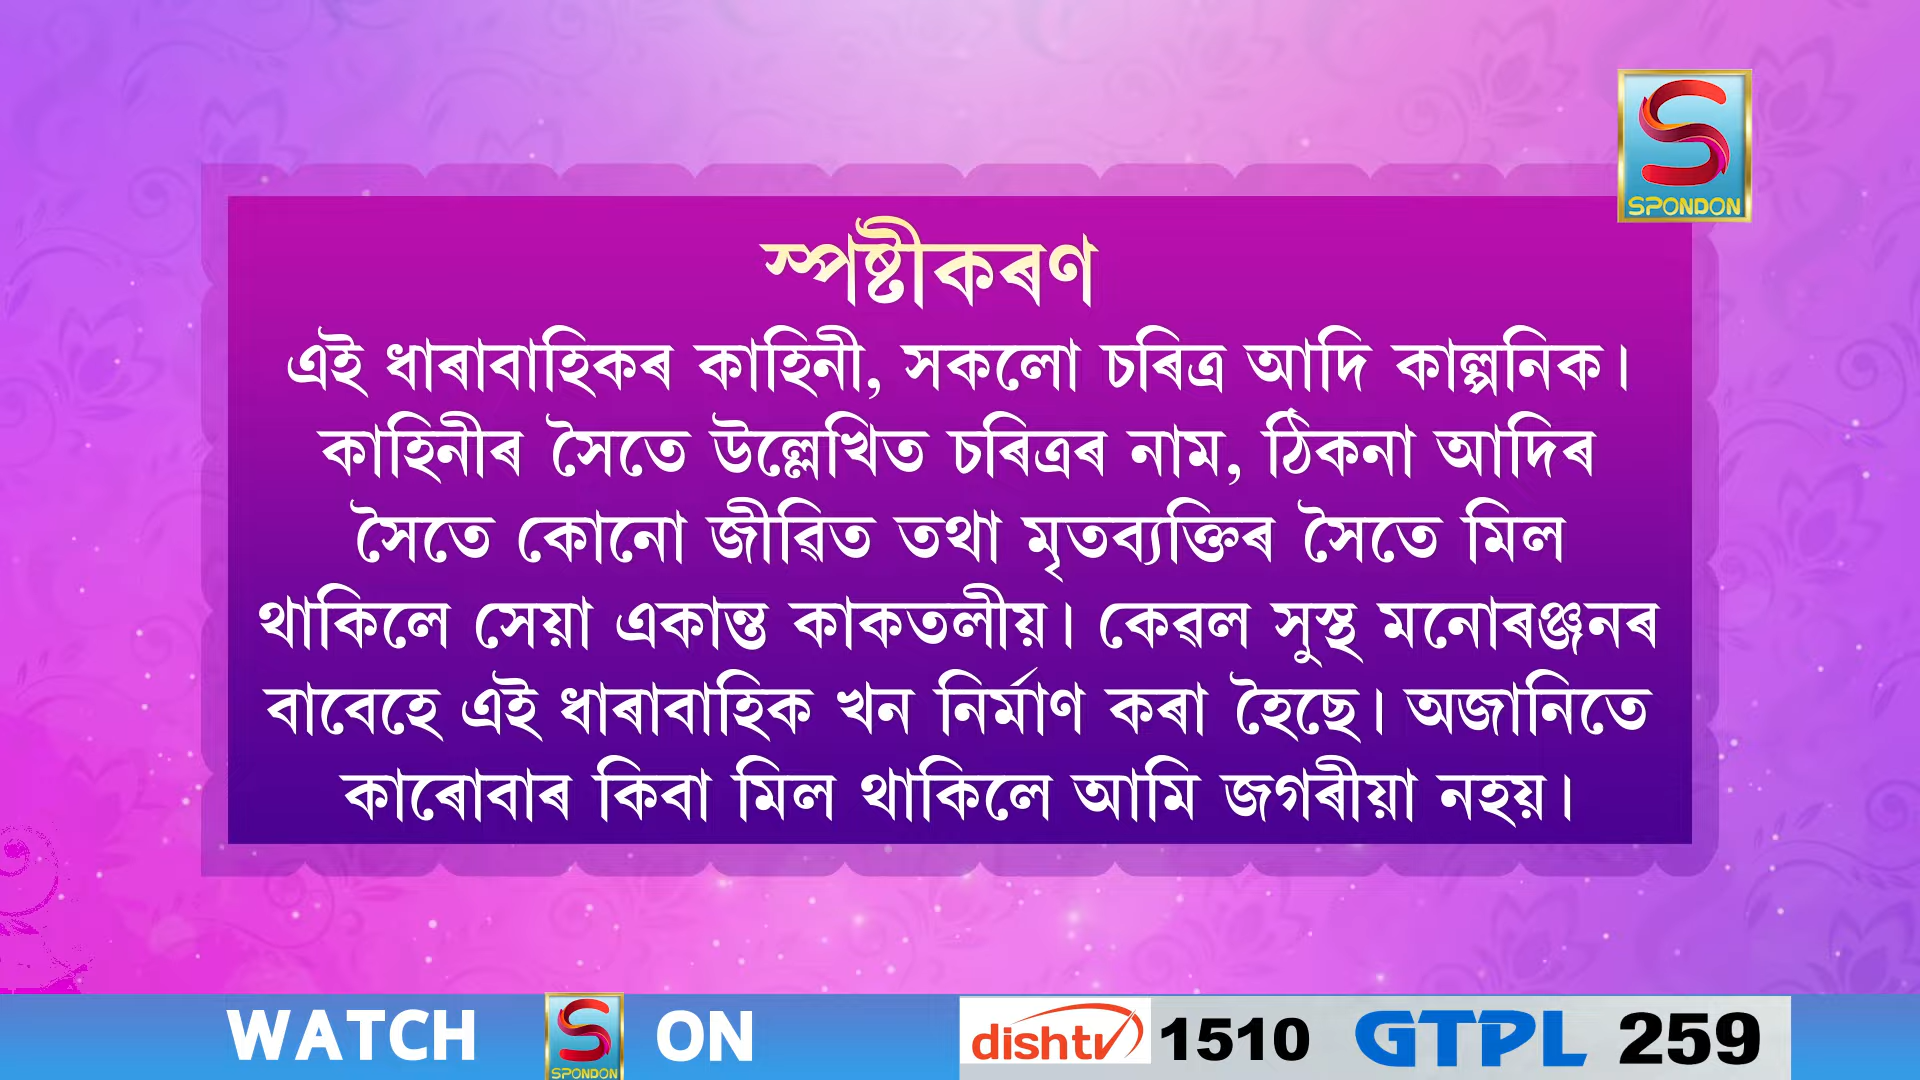 SPONDON
স্পষ্টীকৰণ
এই ধাৰাবাহিকৰ কাহিনী, সকলো চৰিত্ৰ আদি কাল্পনিক।
কাহিনীৰ সৈতে উল্লেখিত চৰিত্ৰৰ নাম, ঠিকনা আদিৰ
সৈতে কোনো জীৱিত তথা মৃতব্যক্তিৰ সৈতে মিল
থাকিলে সেয়া একান্ত কাকতলীয়। কেৱল সুস্থ মনোৰঞ্জনৰ
বাবেহে এই ধাৰাবাহিক খন নিৰ্মাণ কৰা হৈছে। অজানিতে
কাৰোবাৰ কিবা মিল থাকিলে আমি জগৰীয়া নহয়।
WATCH S SPONDON ON dishtv 1510 GTPL 259